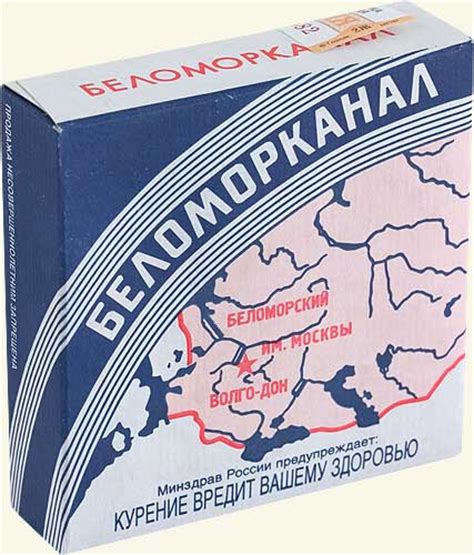 БЕЛОМОРКАНАЛ
ПРОДАЖА НЕСОВЕРШЕННОЛЕТНИМ ЗАПРЕЩЕНА
БЕЛОМОРКАНАЛ
БЕЛОМОРСКИЙ
ИМ. МОСКВЫ
ВОЛГО-ДОН
Минздрав России предупреждает:
КУРЕНИЕ ВРЕДИТ ВАШЕМУ ЗДОРОВЬЮ